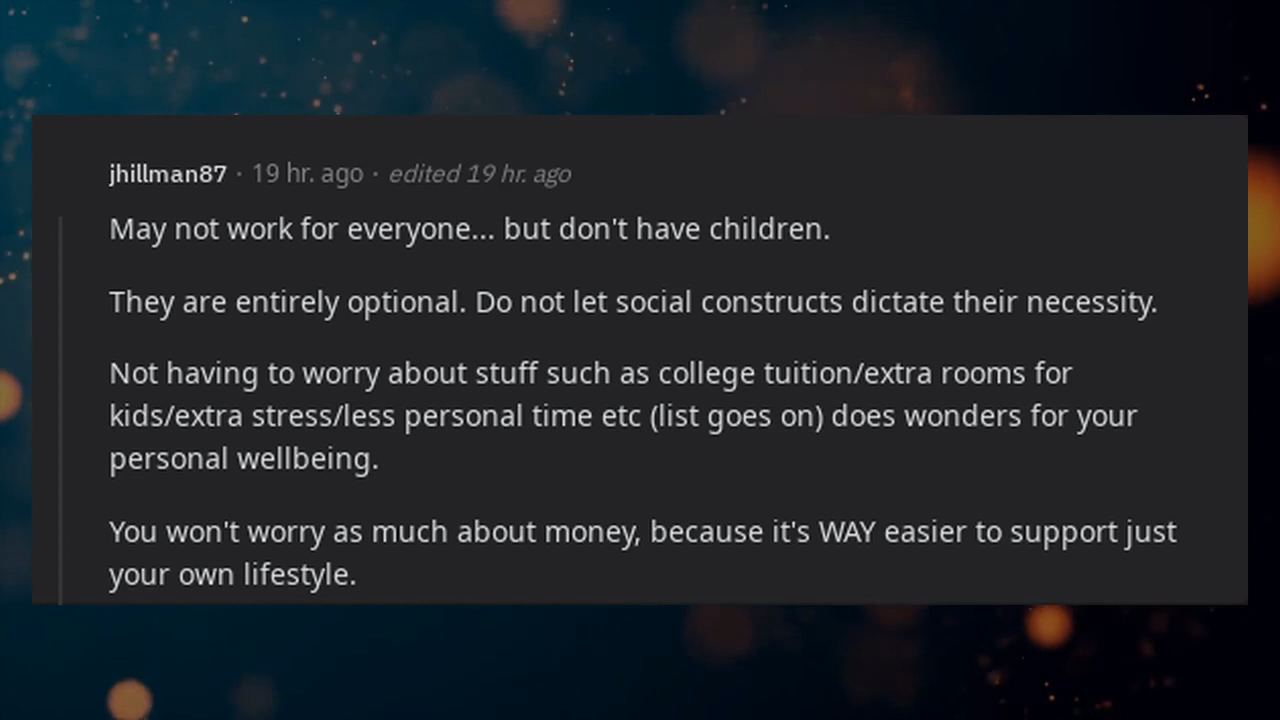 jhillman87 · 19 hr. ago · edited 19 hr. ago
May not work for everyone... but don't have children.
They are entirely optional. Do not let social constructs dictate their necessity.
Not having to worry about stuff such as college tuition/extra rooms for
kids/extra stress/less personal time etc (list goes on) does wonders for your
personal wellbeing.
You won't worry as much about money, because it's WAY easier to support just
your own lifestyle.